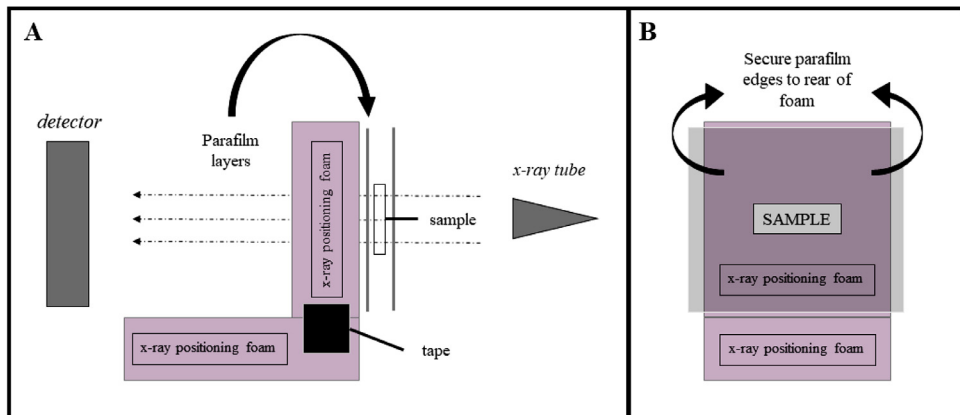 A
detector
Parafilm
layers
x-ray positioning foam
x-ray tube
sample
x-ray positioning foam
tape
B
Secure parafilm
edges to rear of
foam
SAMPLE
x-ray positioning foam
x-ray positioning foam